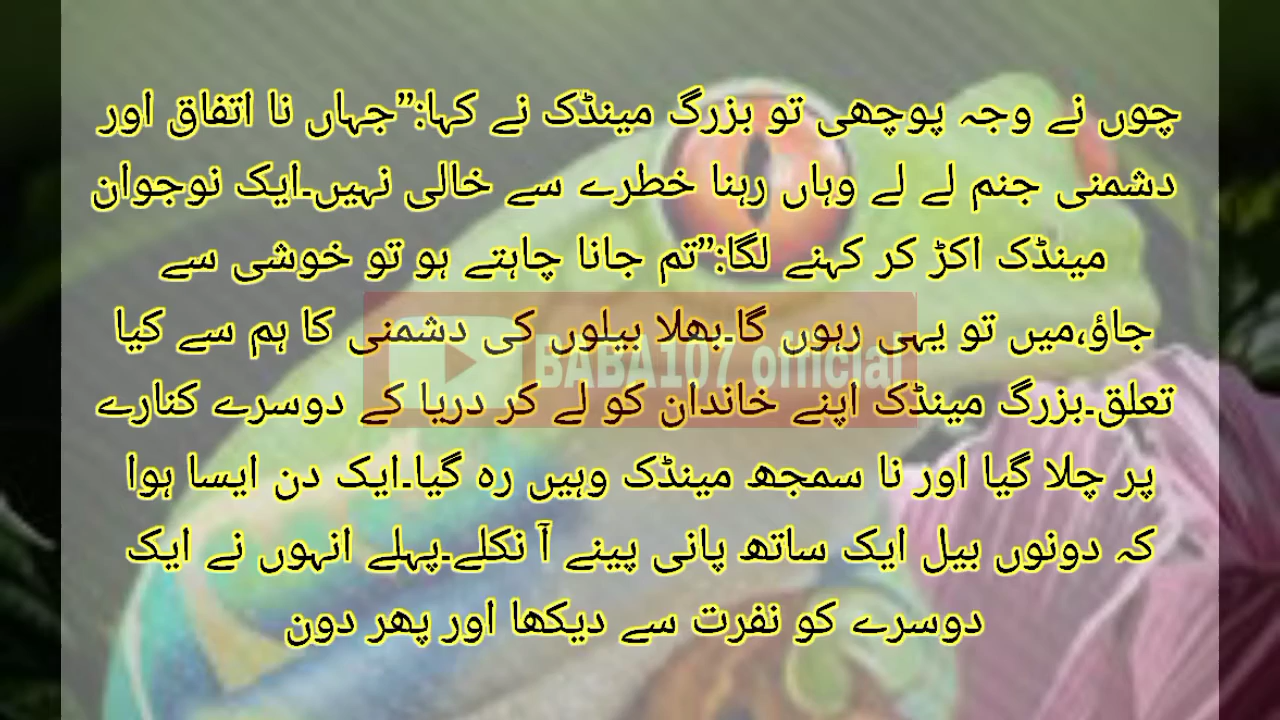 چوں نے وجہ پوچھی تو بزرگ مینڈک نے کہا:”جہاں نا اتفاق اور
دشمنی جنم لے لے وہاں رہنا خطرے سے خالی نہیں۔ایک نوجوان
مینڈک اکڑ کر کہنے لگا:”تم جانا چاہتے ہو تو خوشی سے
جاؤ،میں تو یہی رہوں گا۔بھلا بیلوں کی دشمنی کا ہم سے کیا
BABA107 official
تعلق۔بزرگ مینڈک اپنے خاندان کو لے کر دریا کے دوسرے کنارے
پر چلا گیا اور نا سمجھ مینڈک وہیں رہ گیا۔ایک دن ایسا ہوا
کہ دونوں بیل ایک ساتھ پانی پینے آ نکلے۔پہلے انہوں نے ایک
دوسرے کو نفرت سے دیکھا اور پھر دون